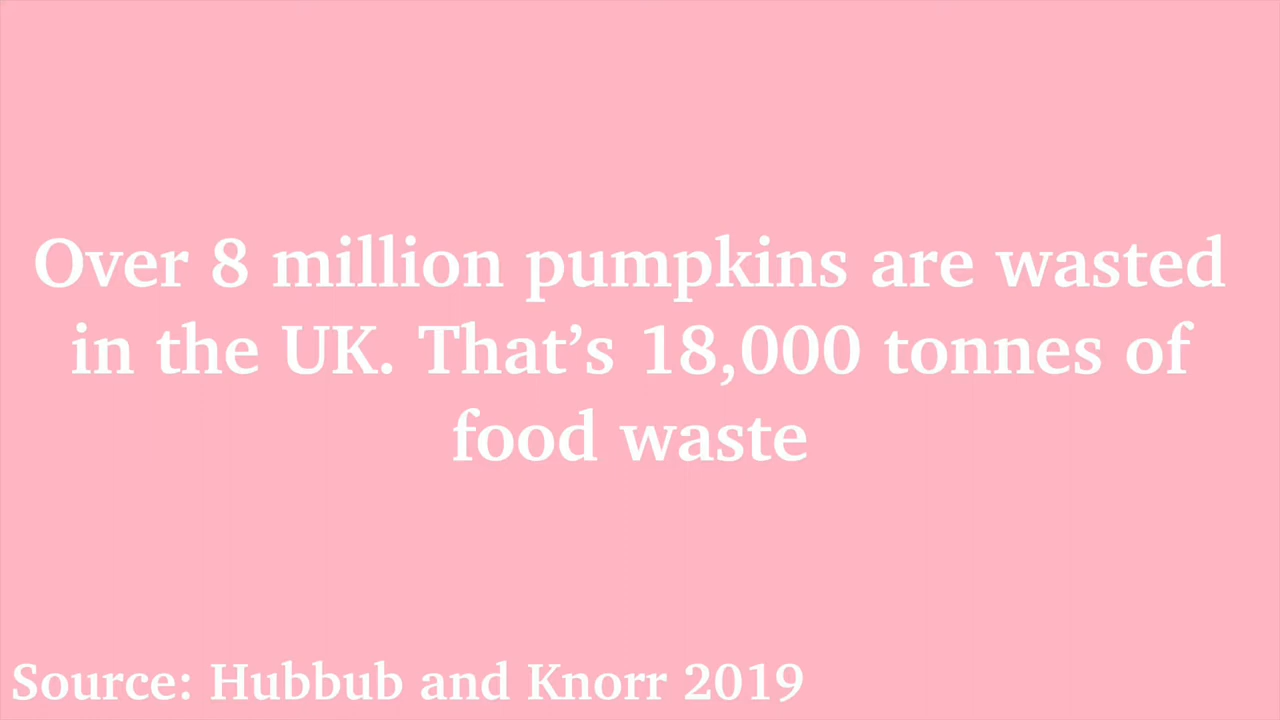 Over 8 million pumpkins are wasted
in the UK. That’s 18,000 tonnes of
food waste
Source: Hubbub and Knorr 2019